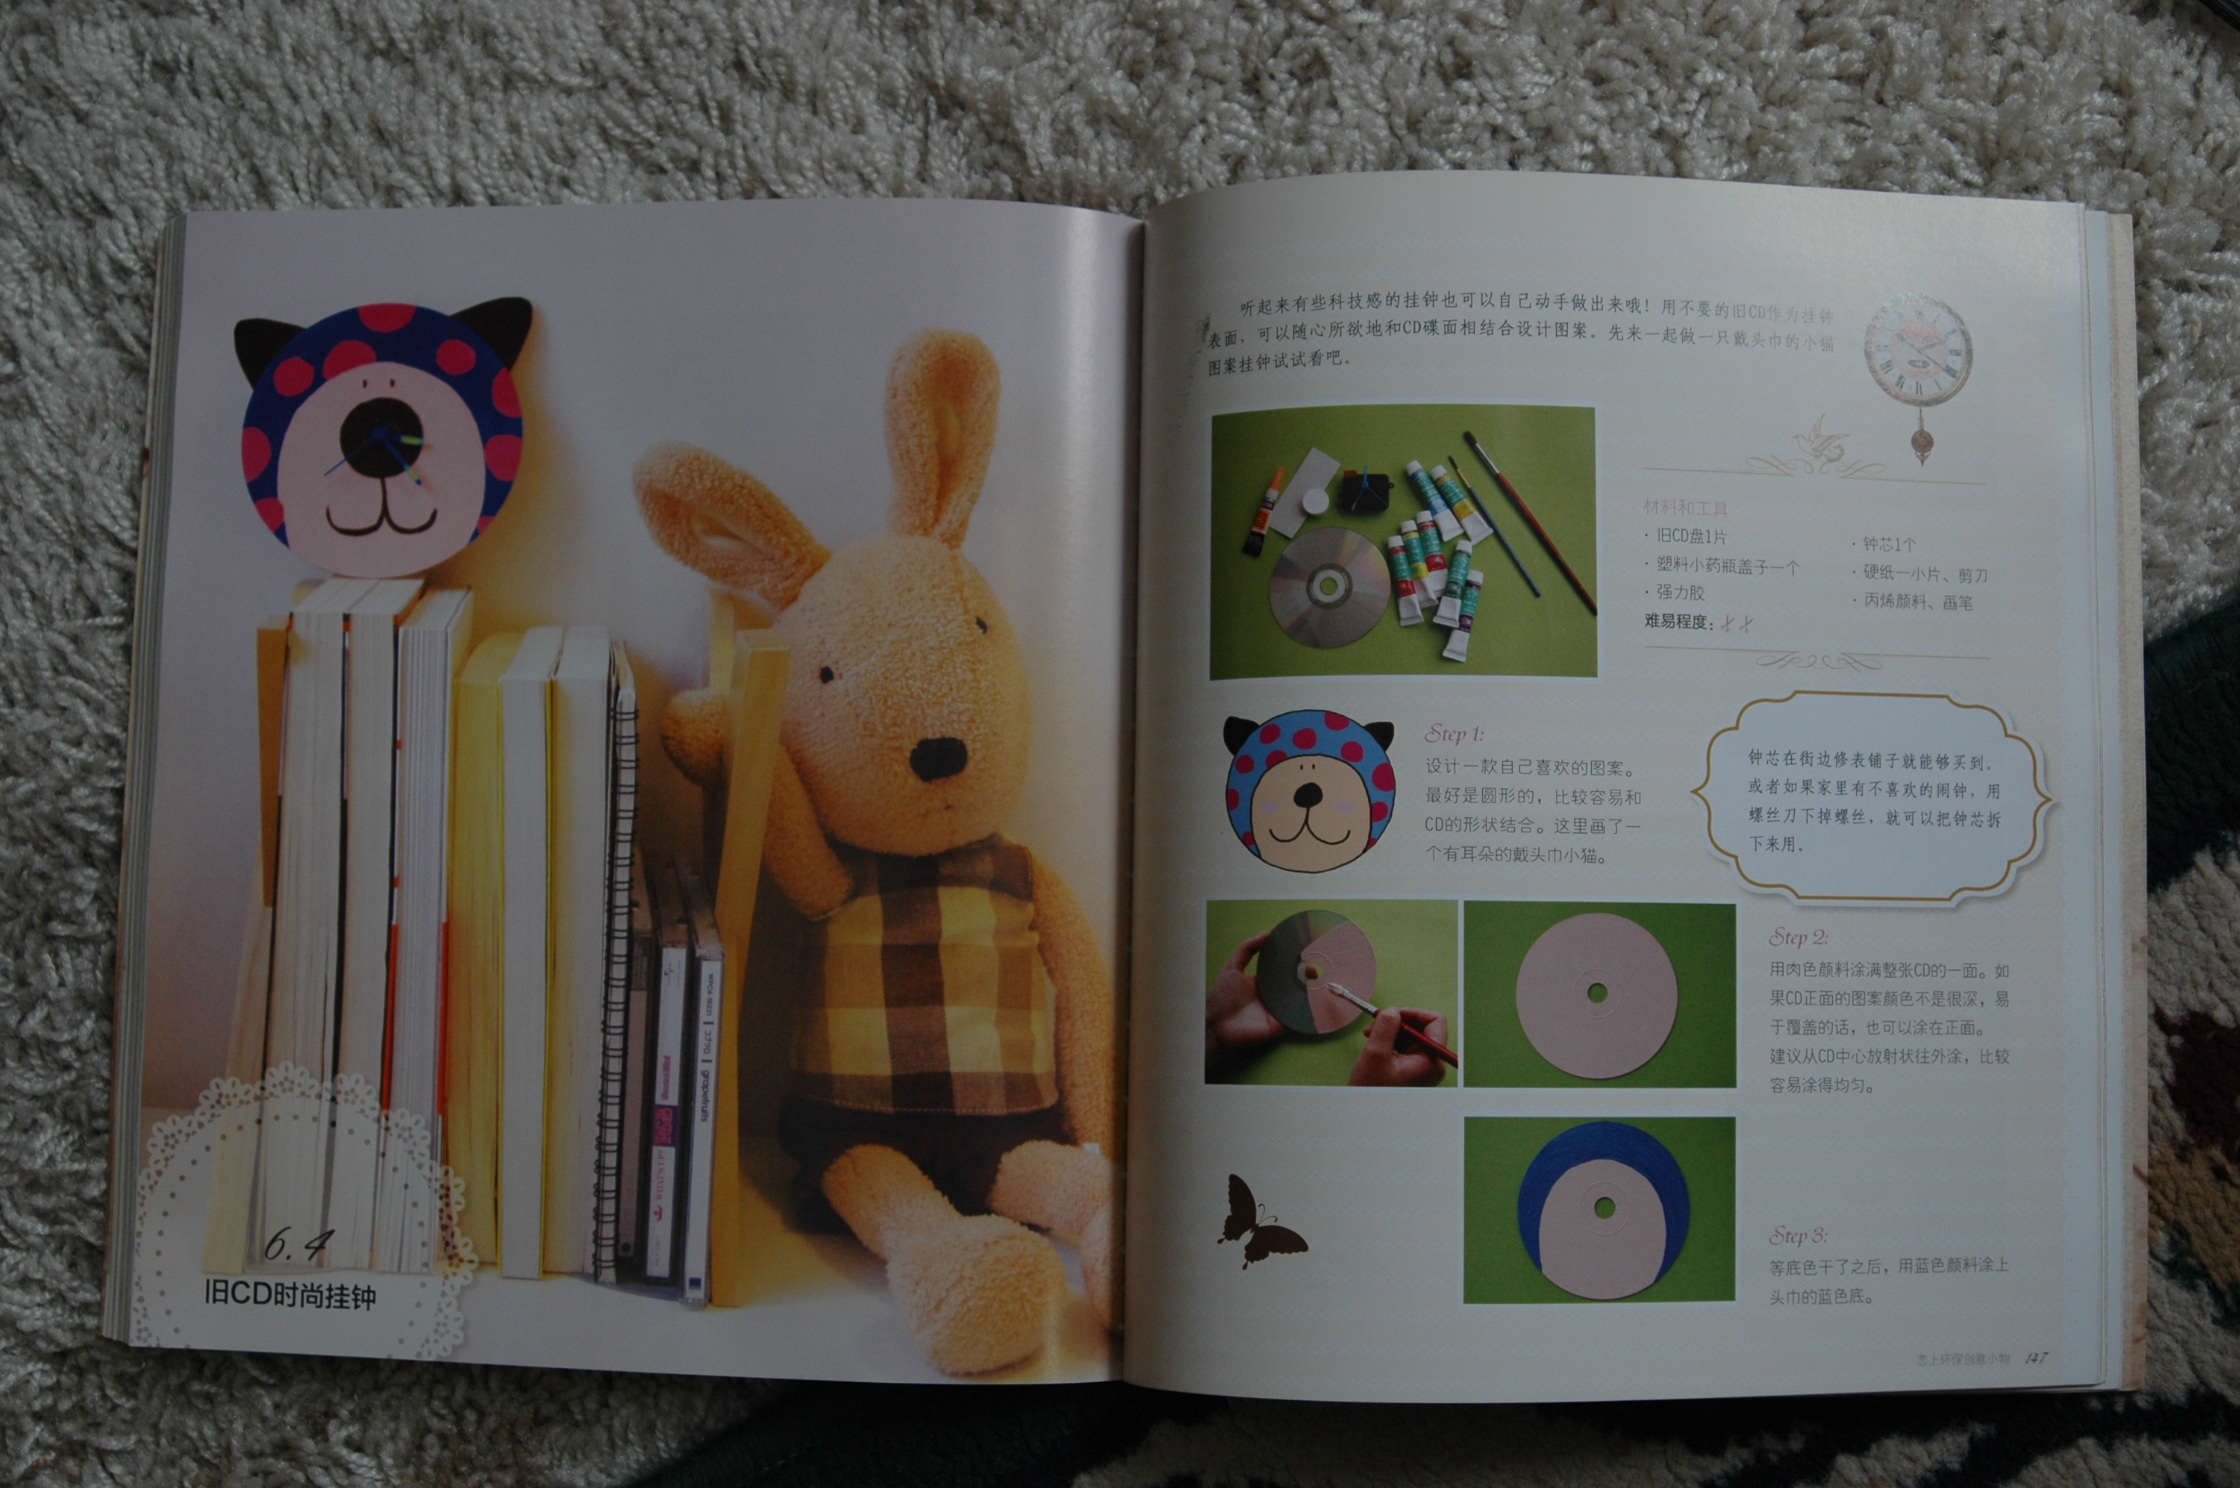 WPC6-10221 コブクロ grapefruits
6.4
旧CD时尚挂钟
听起来有些科技感的挂钟也可以自己动手做出来哦！用不要的旧CD作为挂钟
表面，可以随心所欲地和CD碟面相结合设计图案。先来一起做一只戴头巾的小猫
图案挂钟试试看吧。
材料和工具
· 旧CD盘1片
· 钟芯1个
· 塑料小药瓶盖子一个
· 硬纸一小片、剪刀
· 强力胶
· 丙烯颜料、画笔
难易程度：
Step 1:
设计一款自己喜欢的图案。
最好是圆形的，比较容易和
CD的形状结合。这里画了一
个有耳朵的戴头巾小猫。
钟芯在街边修表铺子就能够买到。
或者如果家里有不喜欢的闹钟，用
螺丝刀下掉螺丝，就可以把钟芯拆
下来用。
Step 2:
用肉色颜料涂满整张CD的一面。如
果CD正面的图案颜色不是很深，易
于覆盖的话，也可以涂在正面。
建议从CD中心放射状往外涂，比较
容易涂得均匀。
Step 3:
等底色干了之后，用蓝色颜料涂上
头巾的蓝色底。
恋上环保创意小物 147